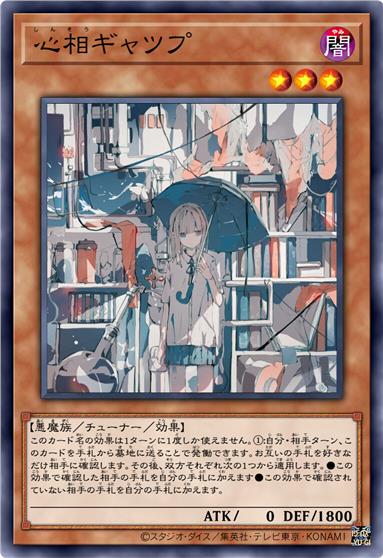 しんそう
心相ギャップ
やみ
闇
【悪魔族／チューナー／効果】
このカード名の効果は1ターンに1度しか使えません。①：自分・相手ターン、こ
のカードを手札から墓地に送ることで発動できます。お互いの手札を好きな
だけ相手に確認します。その後、双方それぞれ次の1つから適用します。●この
効果で確認した相手の手札を自分の手札に加えます●この効果で確認され
ていない相手の手札を自分の手札に加えます。
ATK/ 0 DEF/1800
©スタジオ・ダイス／集英社・テレビ東京・KONAMI